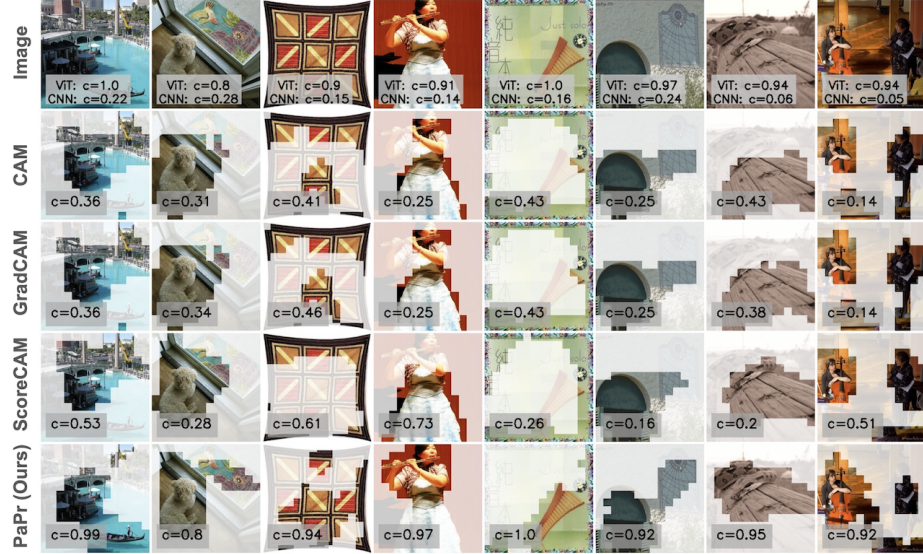 Image
ViT: c=1.0
CNN: c=0.22
ViT: c=0.8
CNN: c=0.28
ViT: c=0.9
CNN: c=0.15
ViT: c=0.91
CNN: c=0.14
ViT: c=1.0
CNN: c=0.16
ViT: c=0.97
CNN: c=0.24
ViT: c=0.94
CNN: c=0.06
ViT: c=0.94
CNN: c=0.05
CAM
c=0.36
c=0.31
c=0.41
c=0.25
c=0.43
c=0.25
c=0.43
c=0.14
GradCAM
c=0.36
c=0.34
c=0.46
c=0.25
c=0.43
c=0.25
c=0.38
c=0.14
ScoreCAM
c=0.53
c=0.28
c=0.61
c=0.73
c=0.26
c=0.16
c=0.2
c=0.51
PaPr (Ours)
c=0.99
c=0.8
c=0.94
c=0.97
c=1.0
c=0.92
c=0.95
c=0.92